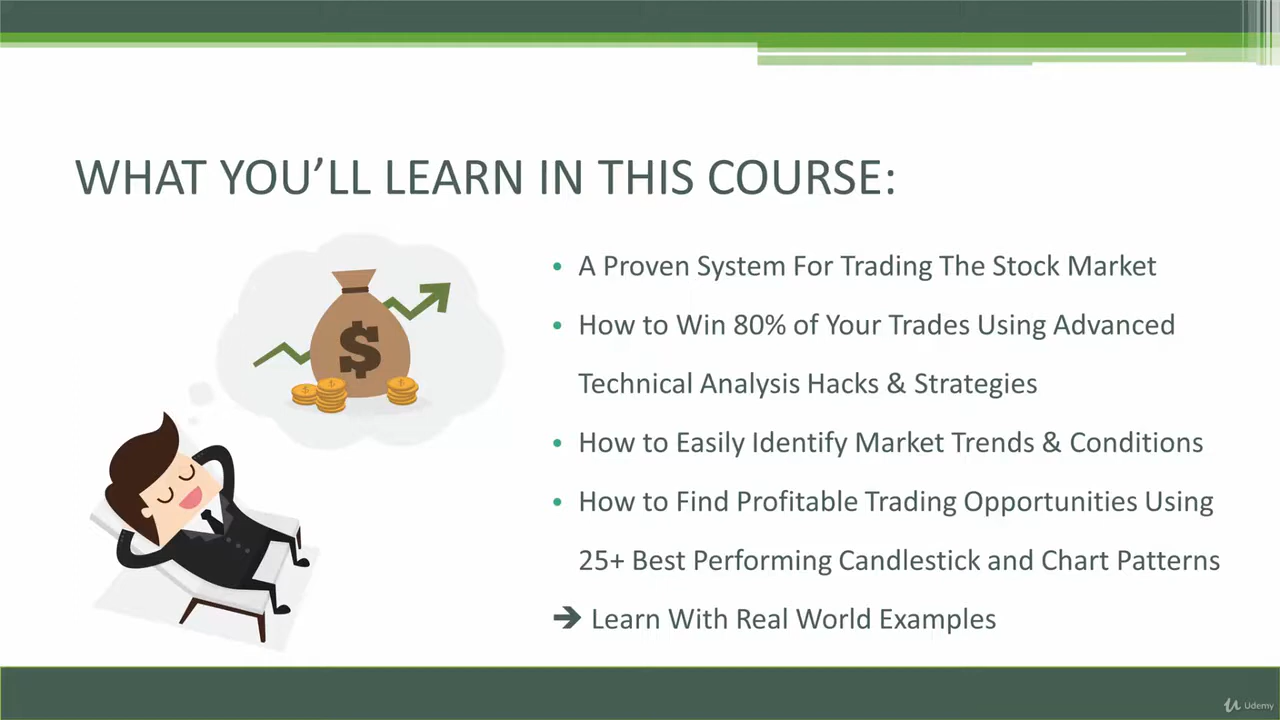 WHAT YOU’LL LEARN IN THIS COURSE:
$
• A Proven System For Trading The Stock Market
• How to Win 80% of Your Trades Using Advanced
Technical Analysis Hacks & Strategies
• How to Easily Identify Market Trends & Conditions
• How to Find Profitable Trading Opportunities Using
25+ Best Performing Candlestick and Chart Patterns
➔ Learn With Real World Examples
Udemy